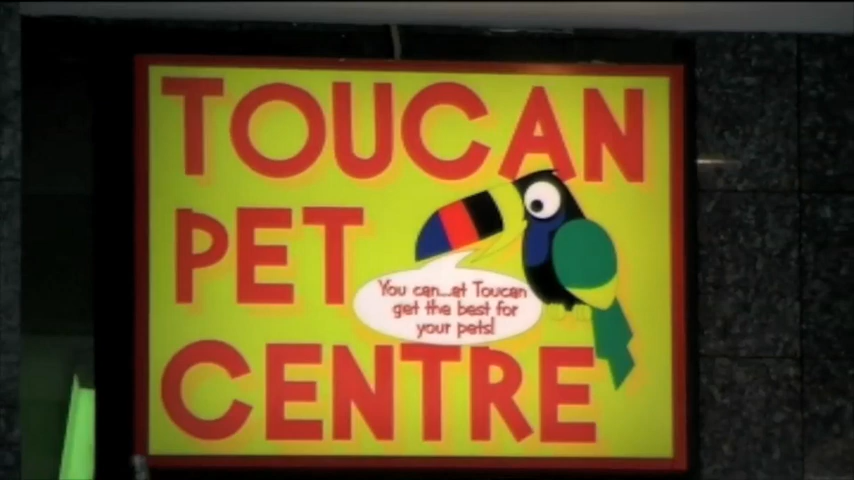 TOUCAN
PET
You can...at Toucan
get the best for
your pets!
CENTRE